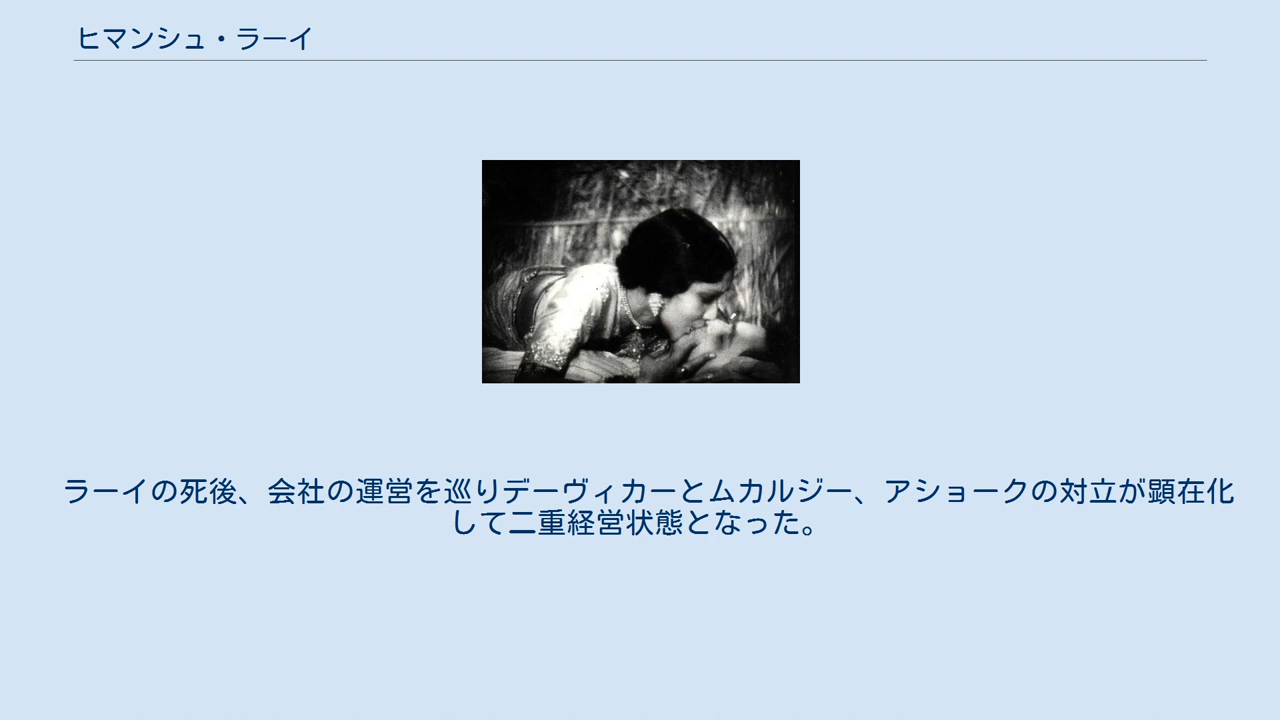 ヒマンシュ・ラーイ
ラーイの死後、会社の運営を巡りデーヴィカーとムカルジー、アショークの対立が顕在化
して二重経営状態となった。